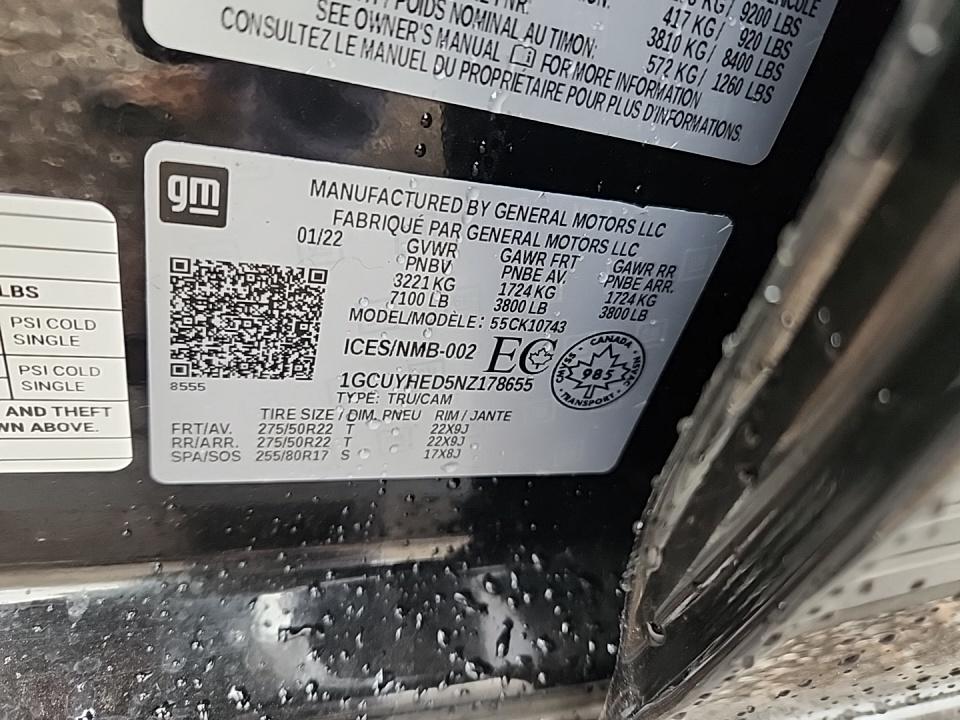 417 KG / 920 LBS
POIDS NOMINAL AU TIMON: 3810 KG / 8400 LBS
572 KG / 1260 LBS
SEE OWNER'S MANUAL FOR MORE INFORMATION
CONSULTEZ LE MANUEL DU PROPRIÉTAIRE POUR PLUS D'INFORMATIONS.
gm
MANUFACTURED BY GENERAL MOTORS LLC
FABRIQUÉ PAR GENERAL MOTORS LLC
01/22 GVWR GAWR FRT GAWR RR
PNBV PNBE AV. PNBE ARR.
3221 KG 1724 KG 1724 KG
7100 LB 3800 LB 3800 LB
MODEL/MODÈLE: 55CK10743
ICES/NMB-002 EC
CANADA
985
TRANSPORT
8555
1GCUYHED5NZ178655
TYPE: TRU/CAM
TIRE SIZE / DIM. PNEU RIM / JANTE
FRT/AV. 275/50R22 T 22X9J
RR/ARR. 275/50R22 T 22X9J
SPA/SOS 255/80R17 S 17X8J
LBS
PSI COLD
SINGLE
PSI COLD
SINGLE
AND THEFT
WN ABOVE.